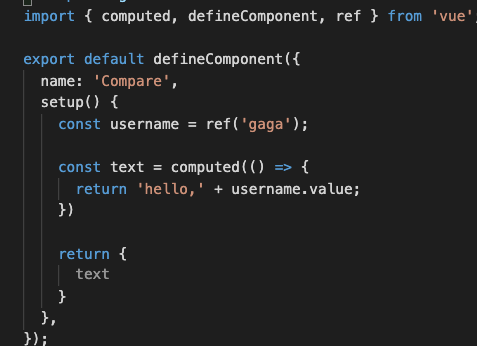 import { computed, defineComponent, ref } from 'vue'
export default defineComponent({
name: 'Compare',
setup() {
const username = ref('gaga');
const text = computed(() => {
return 'hello,' + username.value;
})
return {
text
}
},
});